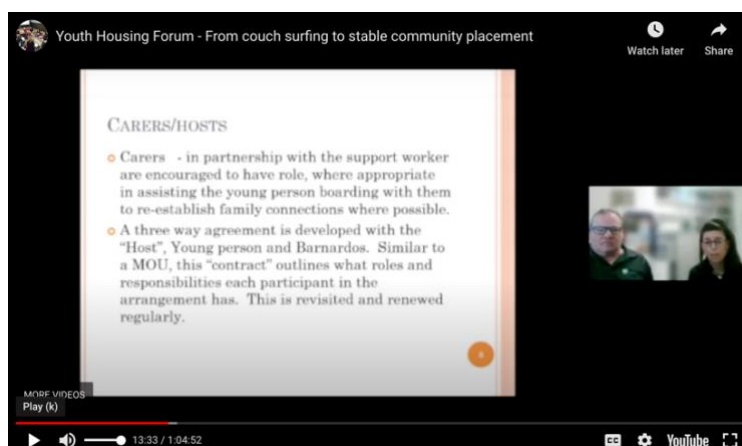 Youth Housing Forum - From couch surfing to stable community placement
Watch later
Share
CARERS/HOSTS
Carers - in partnership with the support worker
are encouraged to have role, where appropriate
in assisting the young person boarding with them
to re-establish family connections where possible.
A three way agreement is developed with the
“Host”, Young person and Barnardos. Similar to
a MOU, this “contract” outlines what roles and
responsibilities each participant in the
arrangement has. This is revisited and renewed
regularly.
8
MORE VIDEOS
Play (k)
13:33 / 1:04:52
CC
YouTube